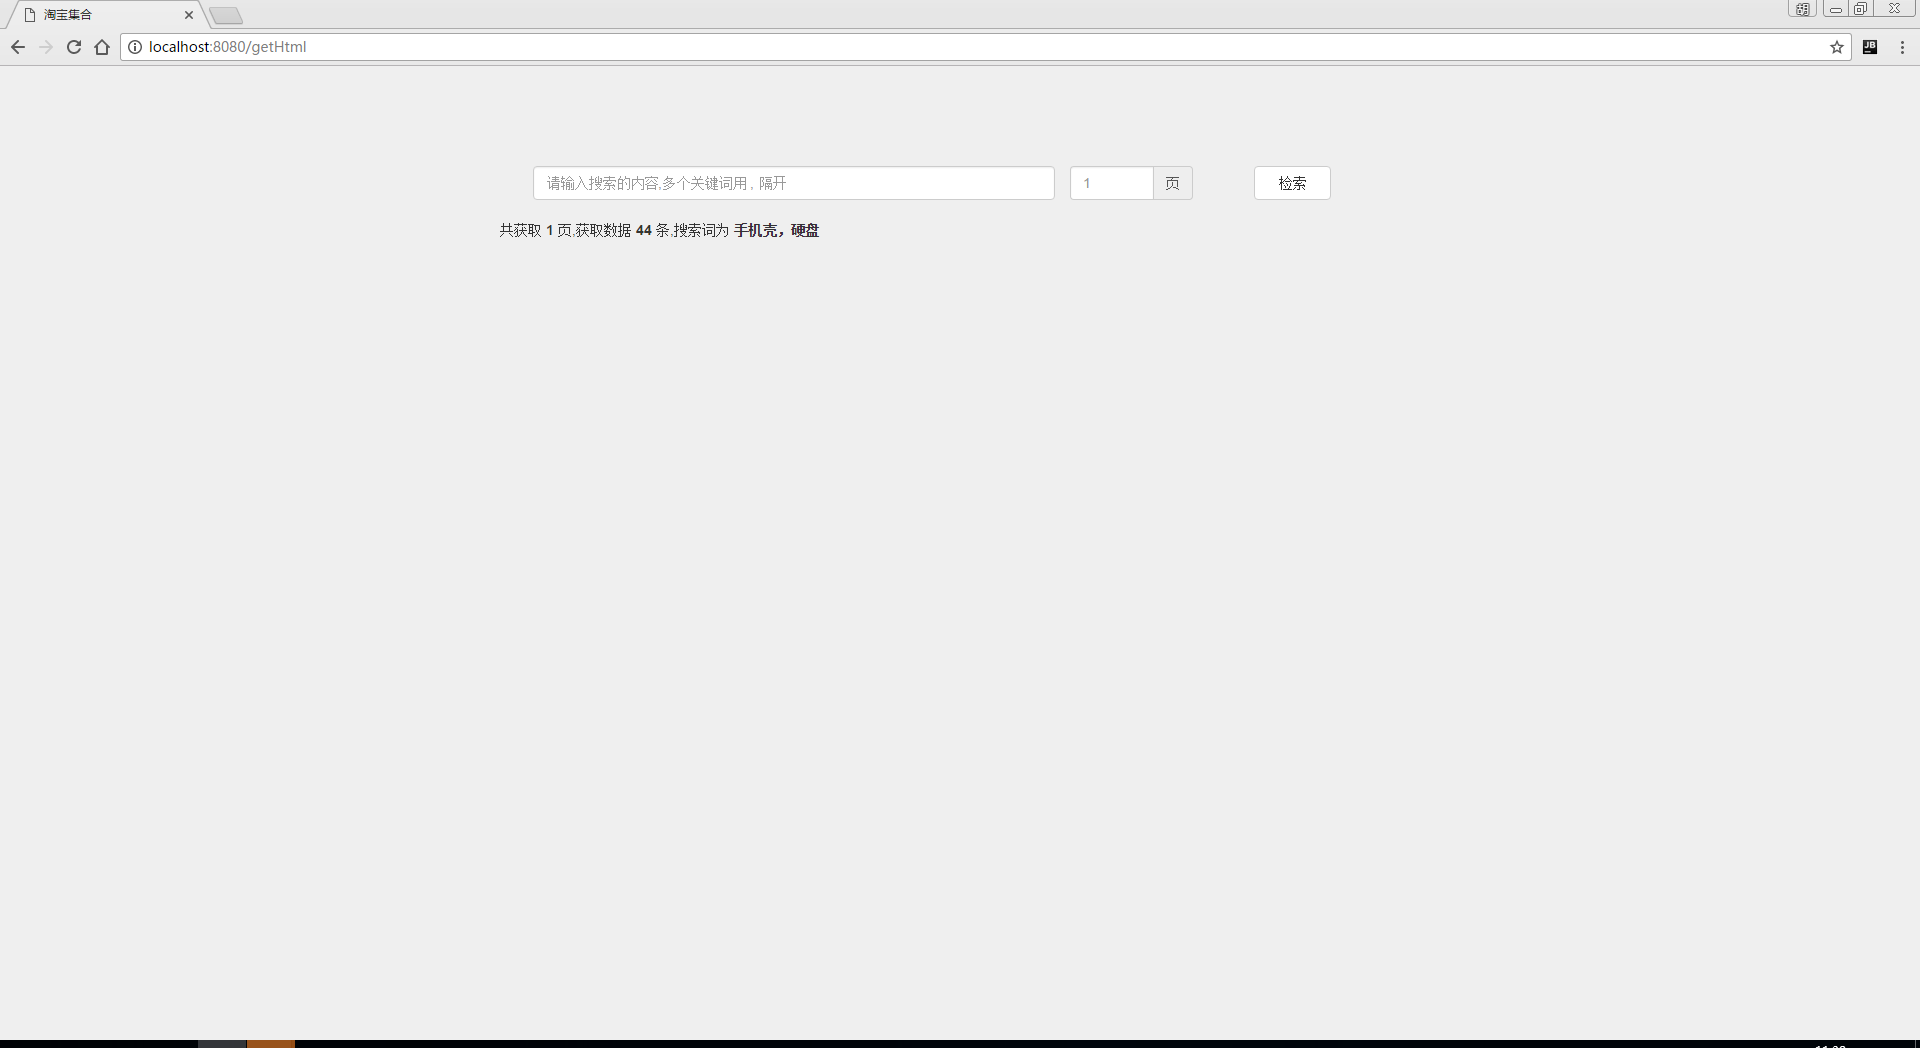 淘宝集合
localhost:8080/getHtml
请输入搜索的内容,多个关键词用 , 隔开
1
页
检索
共获取 1 页,获取数据 44 条,搜索词为 手机壳，硬盘